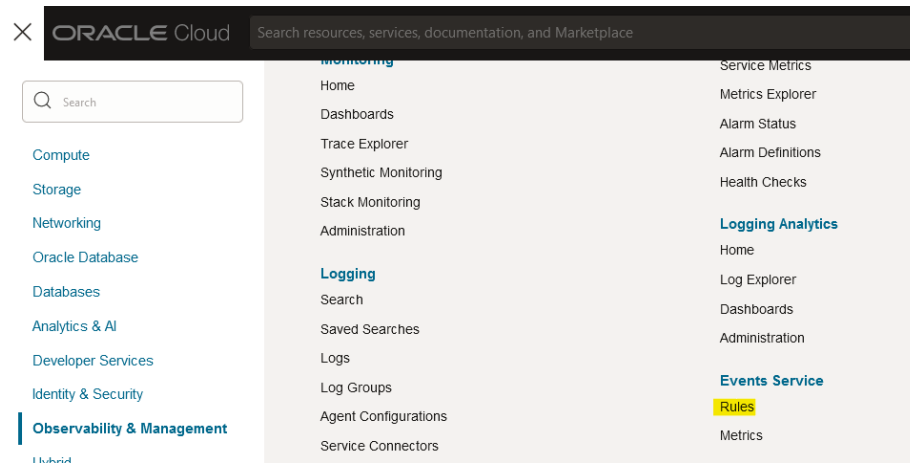 ORACLE Cloud
Search resources, services, documentation, and Marketplace
Search
Compute
Storage
Networking
Oracle Database
Databases
Analytics & AI
Developer Services
Identity & Security
Observability & Management
Hybrid
Monitoring
Home
Dashboards
Trace Explorer
Synthetic Monitoring
Stack Monitoring
Administration
Logging
Search
Saved Searches
Logs
Log Groups
Agent Configurations
Service Connectors
Service Metrics
Metrics Explorer
Alarm Status
Alarm Definitions
Health Checks
Logging Analytics
Home
Log Explorer
Dashboards
Administration
Events Service
Rules
Metrics